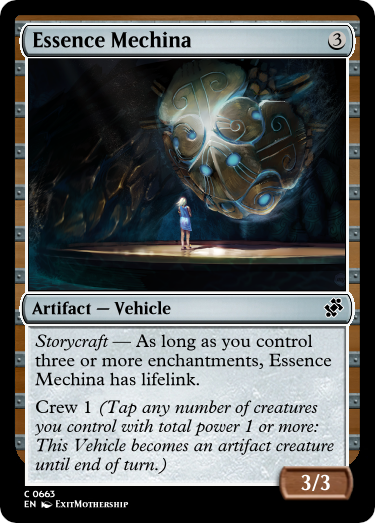 Essence Mechina 3
Artifact — Vehicle
Storycraft — As long as you control
three or more enchantments, Essence
Mechina has lifelink.
Crew 1 (Tap any number of creatures
you control with total power 1 or more:
This Vehicle becomes an artifact creature
until end of turn.)
3/3
C 0663
EN ExitMothership